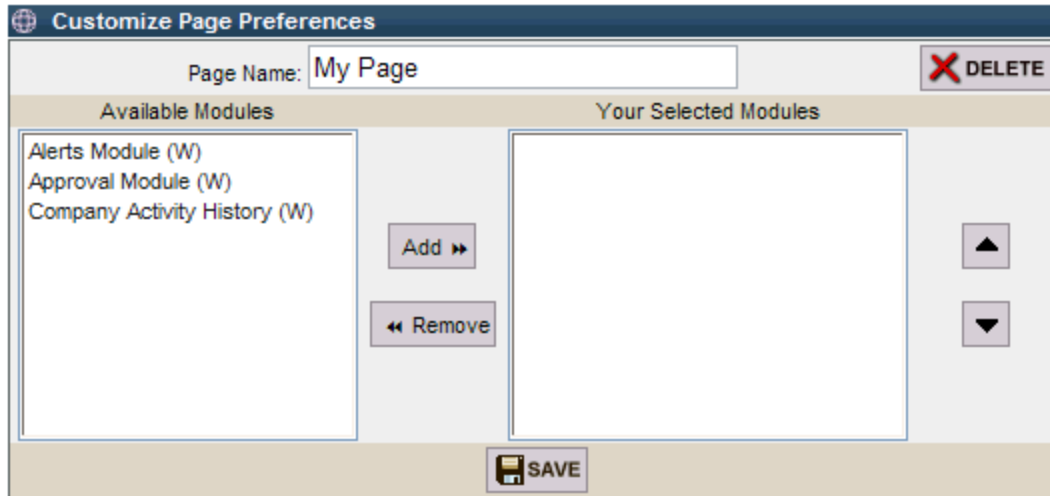 Customize Page Preferences
Page Name: My Page
DELETE
Available Modules
Your Selected Modules
Alerts Module (W)
Approval Module (W)
Company Activity History (W)
Add
Remove
SAVE